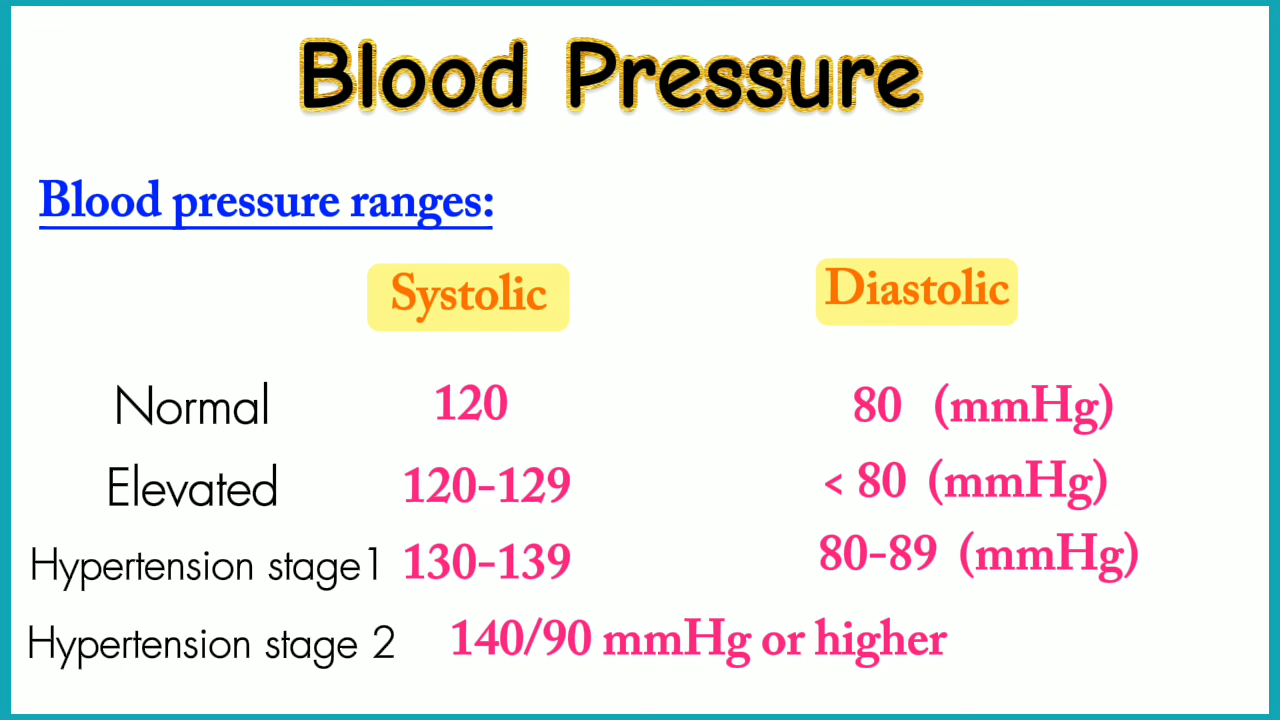 Blood Pressure
Blood pressure ranges:
Systolic Diastolic
Normal 120 80 (mmHg)
Elevated 120-129 < 80 (mmHg)
Hypertension stage1 130-139 80-89 (mmHg)
Hypertension stage 2 140/90 mmHg or higher